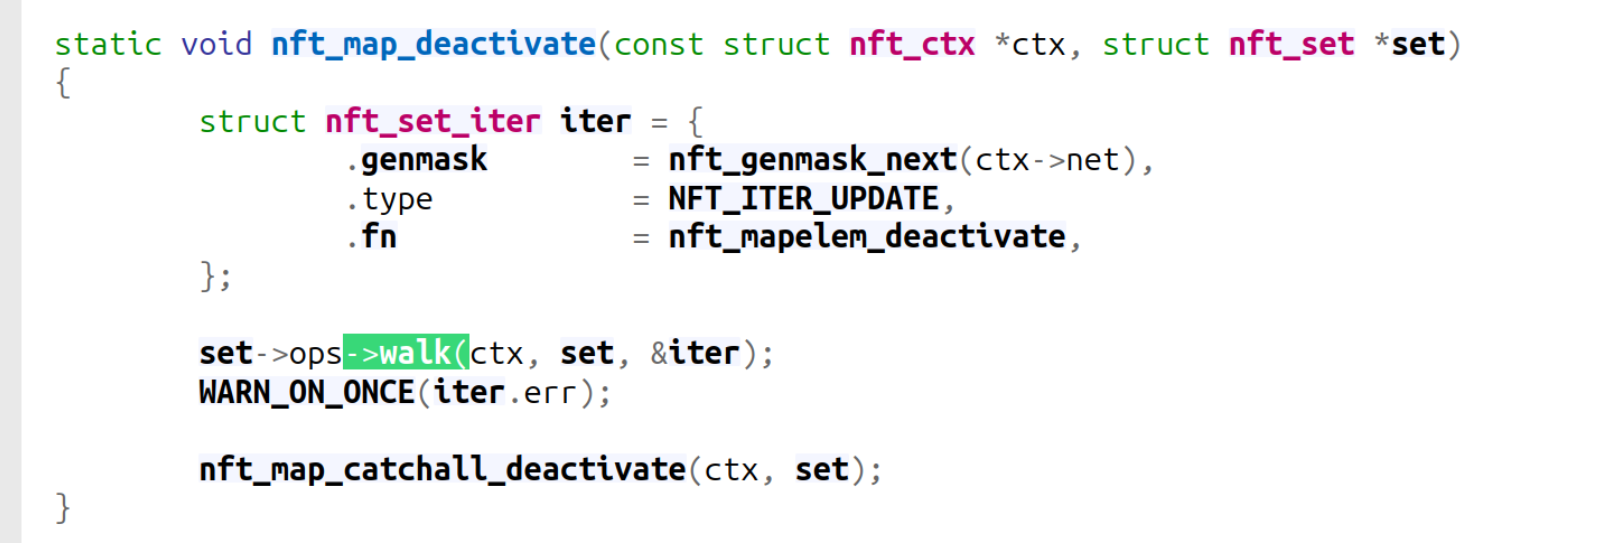 static void nft_map_deactivate(const struct nft_ctx *ctx, struct nft_set *set)
{
        struct nft_set_iter iter = {
                .genmask        = nft_genmask_next(ctx->net),
                .type           = NFT_ITER_UPDATE,
                .fn             = nft_mapelem_deactivate,
        };

        set->ops->walk(ctx, set, &iter);
        WARN_ON_ONCE(iter.err);

        nft_map_catchall_deactivate(ctx, set);
}